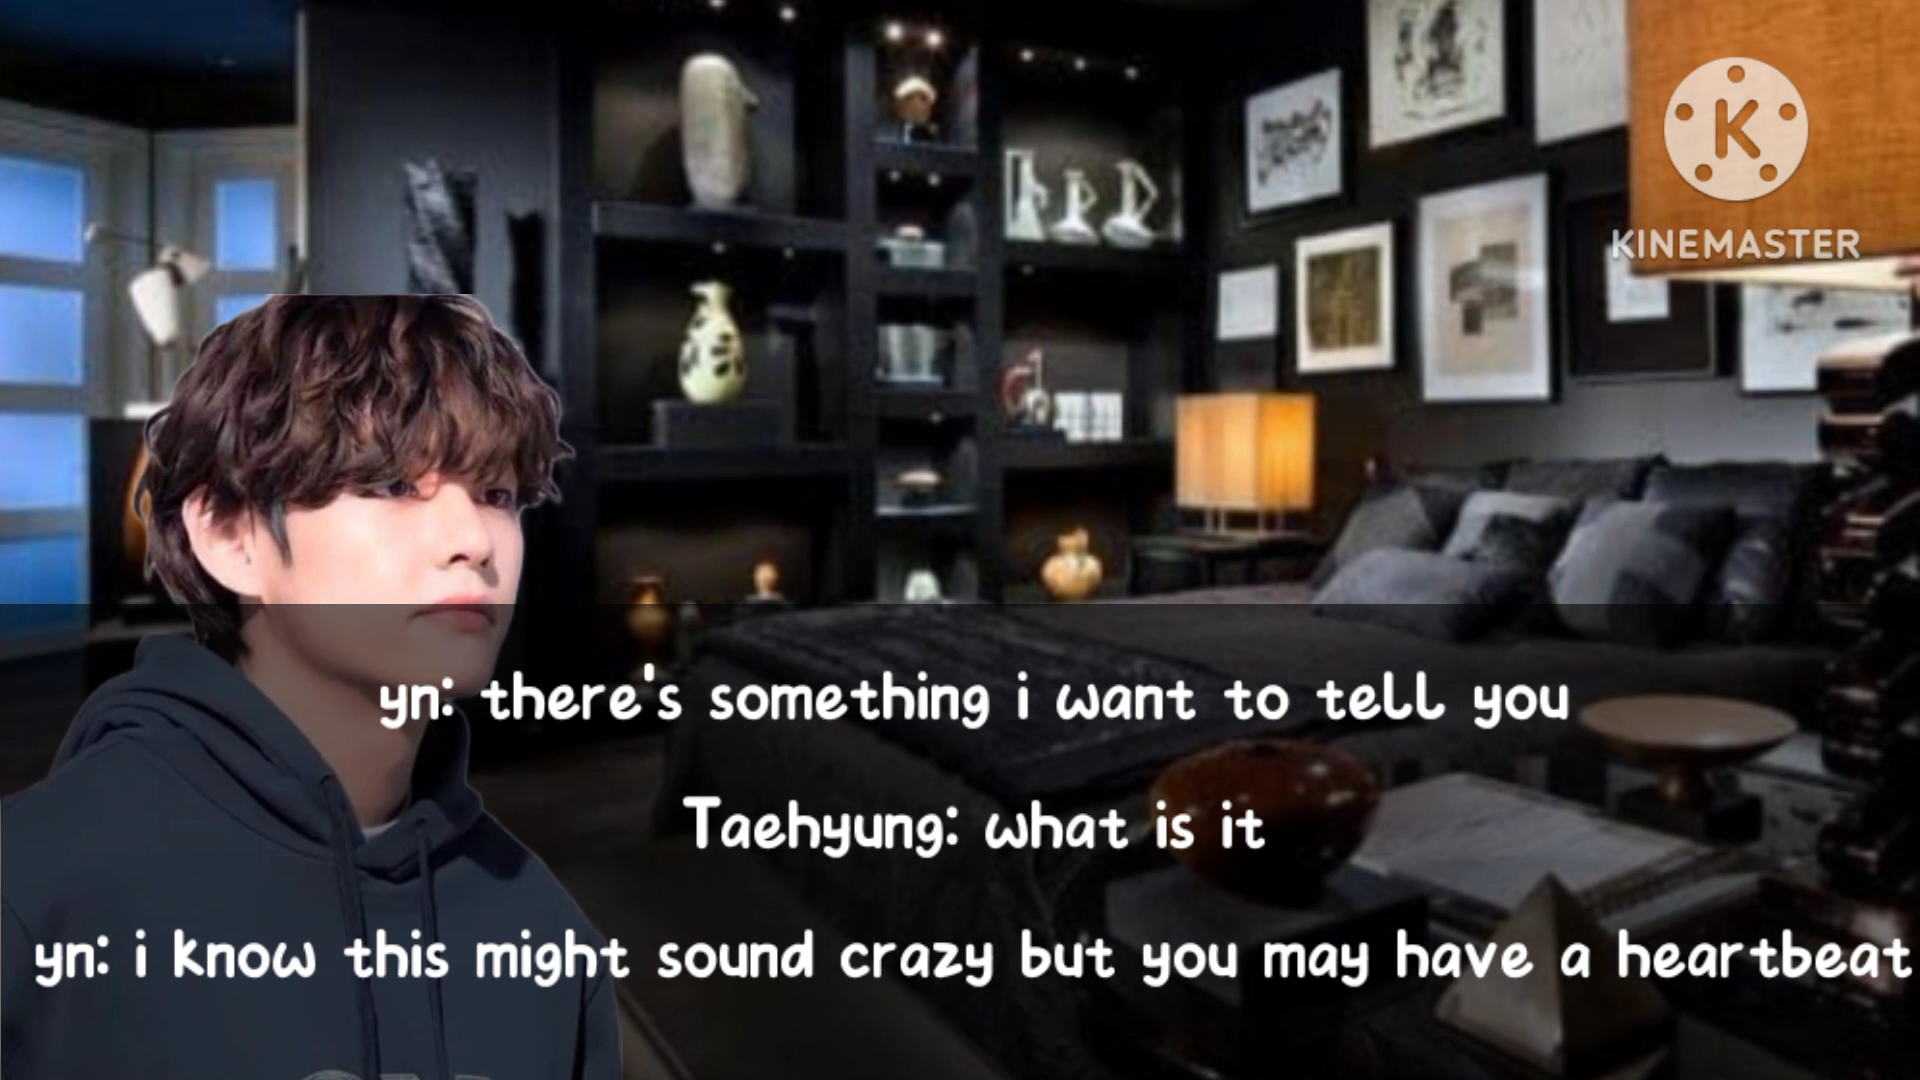 K
KINEMASTER
yn: there's something i want to tell you
Taehyung: what is it
yn: i know this might sound crazy but you may have a heartbeat